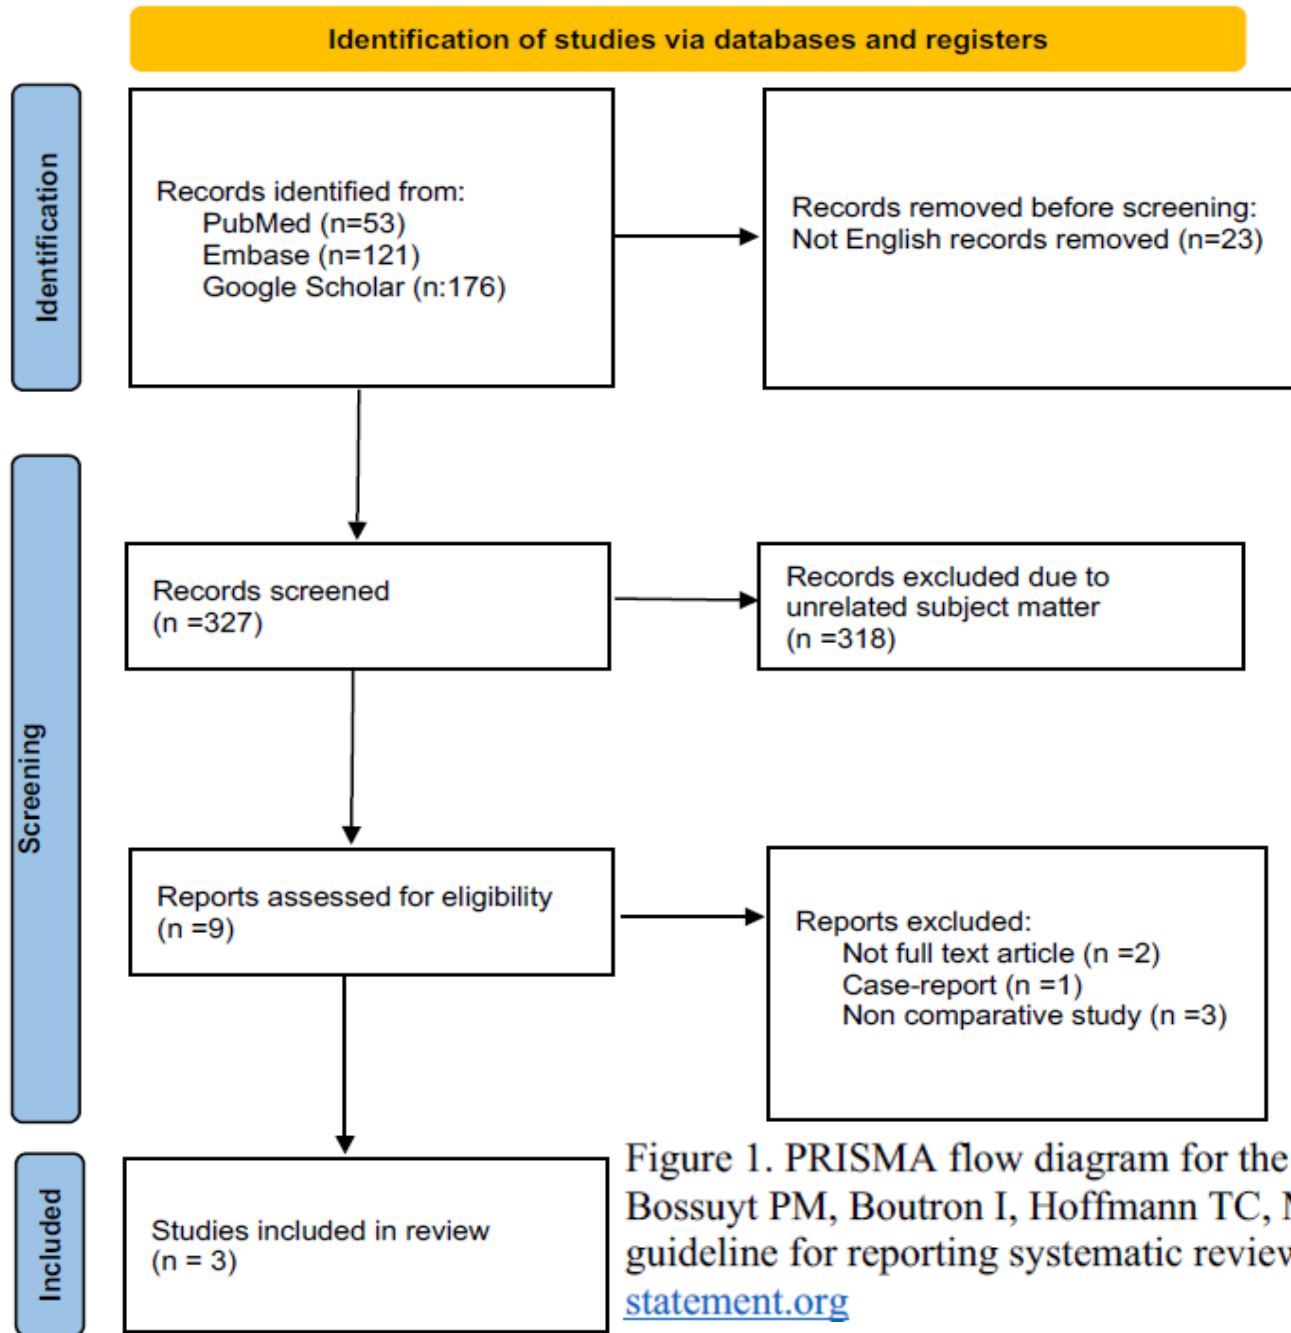 Identification of studies via databases and registers
Identification
Records identified from:
PubMed (n=53)
Embase (n=121)
Google Scholar (n:176)
Records removed before screening:
Not English records removed (n=23)
Screening
Records screened
(n =327)
Records excluded due to
unrelated subject matter
(n =318)
Reports assessed for eligibility
(n =9)
Reports excluded:
Not full text article (n =2)
Case-report (n =1)
Non comparative study (n =3)
Included
Studies included in review
(n = 3)
Figure 1. PRISMA flow diagram for the
Bossuyt PM, Boutron I, Hoffmann TC,
guideline for reporting systematic review
statement.org